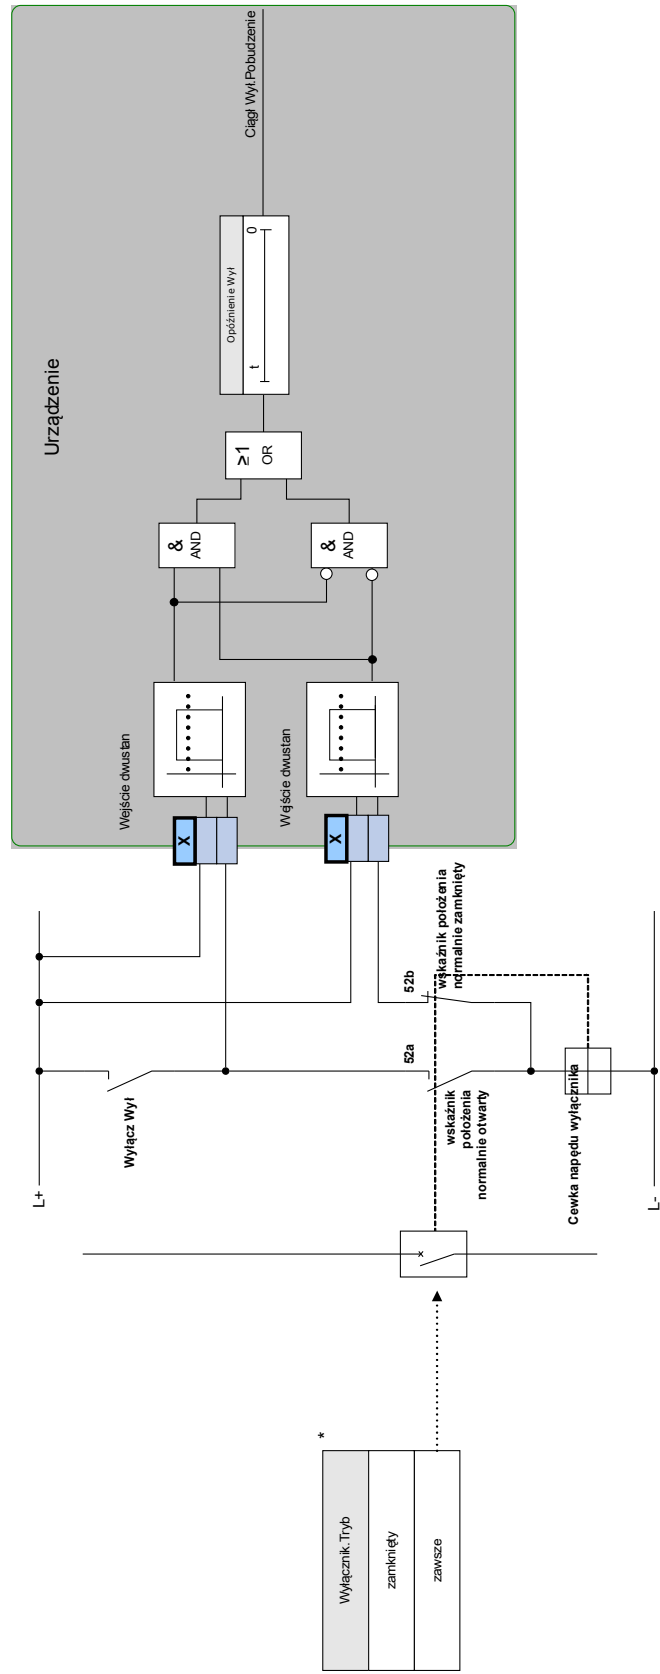 Urządzenie
Ciągł Wył.Pobudzenie
Opóźnienie Wył
t
0
≥1
OR
&
AND
&
AND
Wejście dwustan
Wejście dwustan
X
X
L+
Wyłącz Wył
52a
wskaźnik
położenia
normalnie otwarty
52b
wskaźnik położenia
normalnie zamknięty
Cewka napędu wyłącznika
L-
*
Wyłącznik.Tryb
zamknięty
zawsze